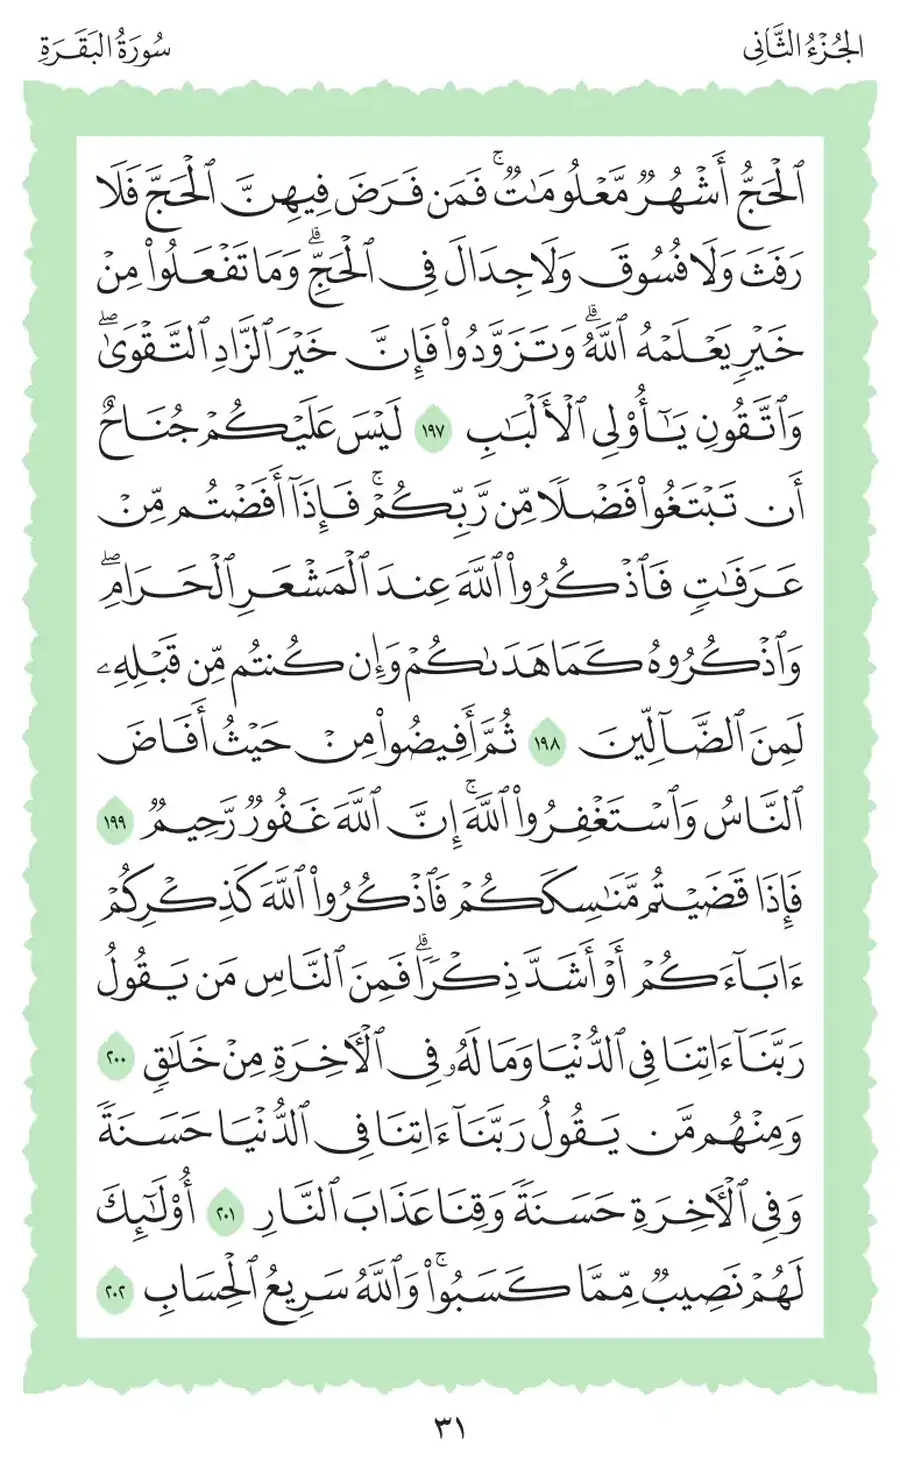 الجُزْءُ الثَّانِي
سُورَةُ البَقَرَةِ
ٱلْحَجُّ أَشْهُرٌ مَّعْلُومَٰتٌ ۚ فَمَن فَرَضَ فِيهِنَّ ٱلْحَجَّ فَلَا
رَفَثَ وَلَا فُسُوقَ وَلَا جِدَالَ فِى ٱلْحَجِّ ۗ وَمَا تَفْعَلُوا۟ مِنْ
خَيْرٍ يَعْلَمْهُ ٱللَّهُ ۗ وَتَزَوَّدُوا۟ فَإِنَّ خَيْرَ ٱلزَّادِ ٱلتَّقْوَىٰ ۖ
وَٱتَّقُونِ يَٰٓأُو۟لِى ٱلْأَلْبَٰبِ ١٩٧ لَيْسَ عَلَيْكُمْ جُنَاحٌ
أَن تَبْتَغُوا۟ فَضْلًا مِّن رَّبِّكُمْ ۚ فَإِذَآ أَفَضْتُم مِّنْ
عَرَفَٰتٍ فَٱذْكُرُوا۟ ٱللَّهَ عِندَ ٱلْمَشْعَرِ ٱلْحَرَامِ ۖ
وَٱذْكُرُوهُ كَمَا هَدَىٰكُمْ وَإِن كُنتُم مِّن قَبْلِهِۦ
لَمِنَ ٱلضَّآلِّينَ ١٩٨ ثُمَّ أَفِيضُوا۟ مِنْ حَيْثُ أَفَاضَ
ٱلنَّاسُ وَٱسْتَغْفِرُوا۟ ٱللَّهَ ۚ إِنَّ ٱللَّهَ غَفُورٌ رَّحِيمٌ ١٩٩
فَإِذَا قَضَيْتُم مَّنَٰسِكَكُمْ فَٱذْكُرُوا۟ ٱللَّهَ كَذِكْرِكُمْ
ءَابَآءَكُمْ أَوْ أَشَدَّ ذِكْرًا ۗ فَمِنَ ٱلنَّاسِ مَن يَقُولُ
رَبَّنَآ ءَاتِنَا فِى ٱلدُّنْيَا وَمَا لَهُۥ فِى ٱلْأَخِرَةِ مِنْ خَلَٰقٍ ٢٠٠
وَمِنْهُم مَّن يَقُولُ رَبَّنَآ ءَاتِنَا فِى ٱلدُّنْيَا حَسَنَةً
وَفِى ٱلْأَخِرَةِ حَسَنَةً وَقِنَا عَذَابَ ٱلنَّارِ ٢٠١ أُو۟لَٰٓئِكَ
لَهُمْ نَصِيبٌ مِّمَّا كَسَبُوا۟ ۚ وَٱللَّهُ سَرِيعُ ٱلْحِسَابِ ٢٠٢
٣١